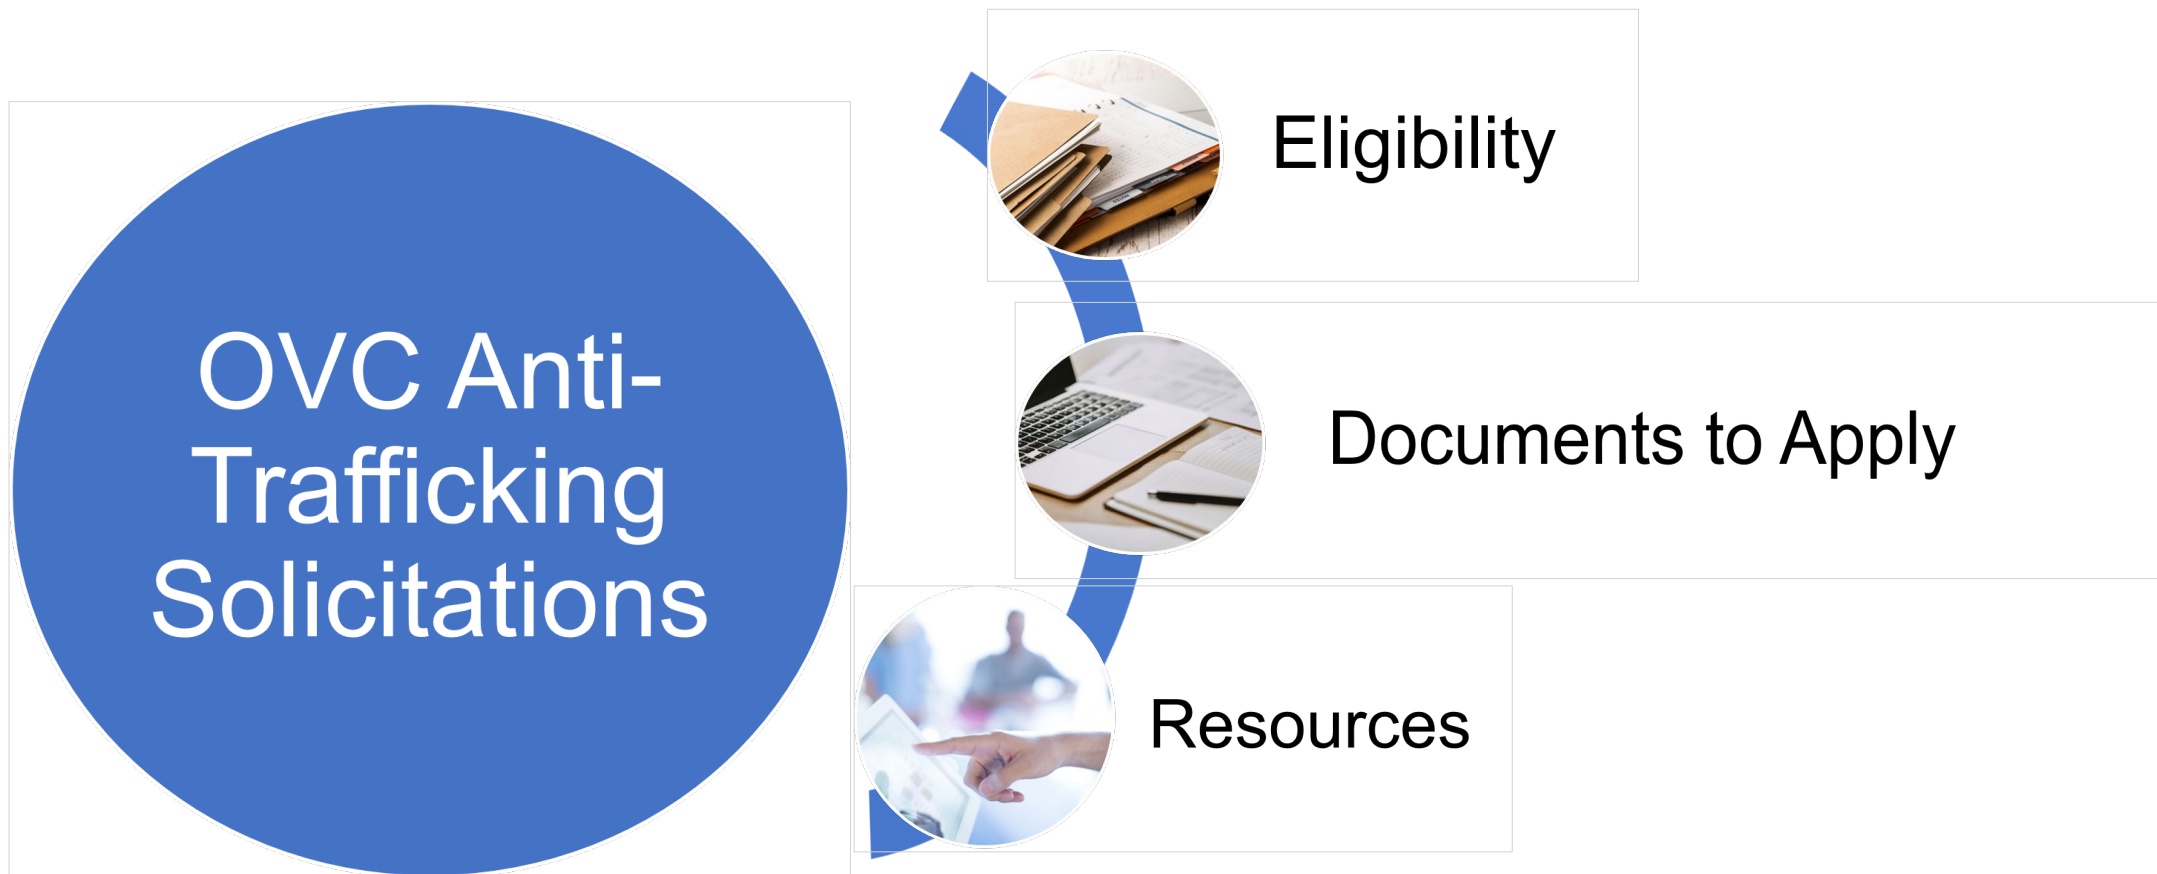 OVC Anti-
Trafficking
Solicitations
Eligibility
Documents to Apply
Resources